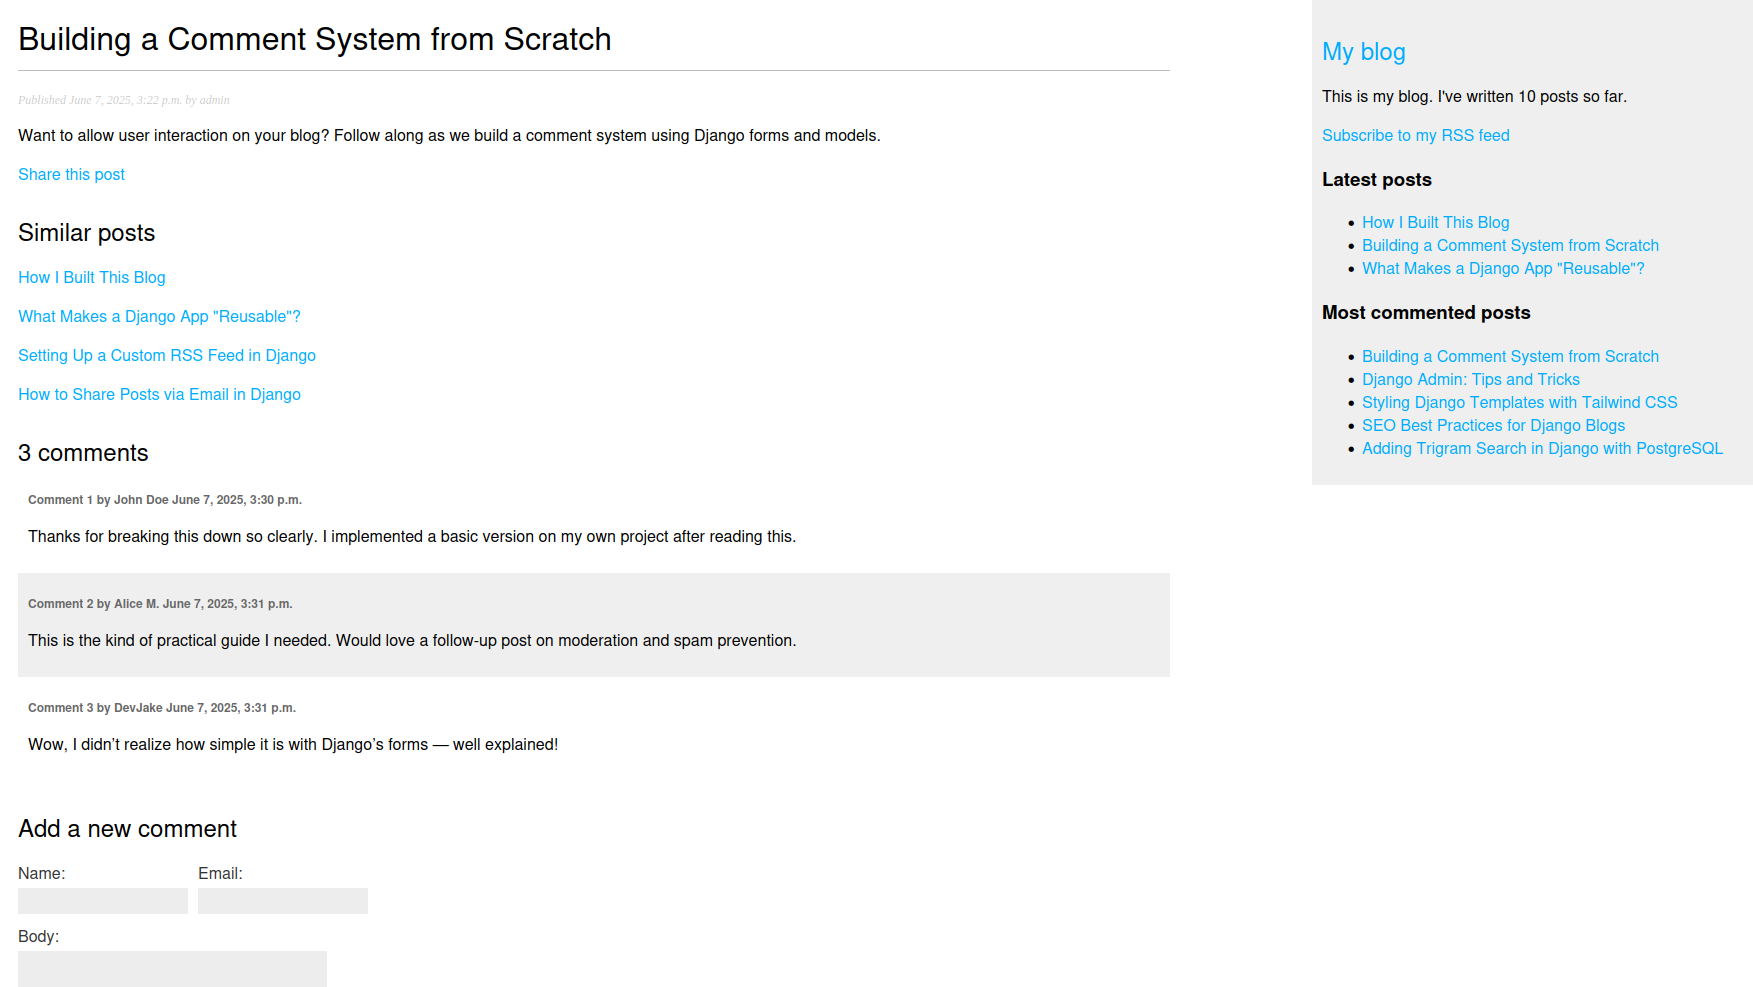 Building a Comment System from Scratch
Published June 7, 2025, 3:22 p.m. by admin
Want to allow user interaction on your blog? Follow along as we build a comment system using Django forms and models.
Share this post
Similar posts
How I Built This Blog
What Makes a Django App "Reusable"?
Setting Up a Custom RSS Feed in Django
How to Share Posts via Email in Django
3 comments
Comment 1 by John Doe June 7, 2025, 3:30 p.m.
Thanks for breaking this down so clearly. I implemented a basic version on my own project after reading this.
Comment 2 by Alice M. June 7, 2025, 3:31 p.m.
This is the kind of practical guide I needed. Would love a follow-up post on moderation and spam prevention.
Comment 3 by DevJake June 7, 2025, 3:31 p.m.
Wow, I didn’t realize how simple it is with Django’s forms — well explained!
Add a new comment
Name: Email:
Body:
My blog
This is my blog. I've written 10 posts so far.
Subscribe to my RSS feed
Latest posts
How I Built This Blog
Building a Comment System from Scratch
What Makes a Django App "Reusable"?
Most commented posts
Building a Comment System from Scratch
Django Admin: Tips and Tricks
Styling Django Templates with Tailwind CSS
SEO Best Practices for Django Blogs
Adding Trigram Search in Django with PostgreSQL